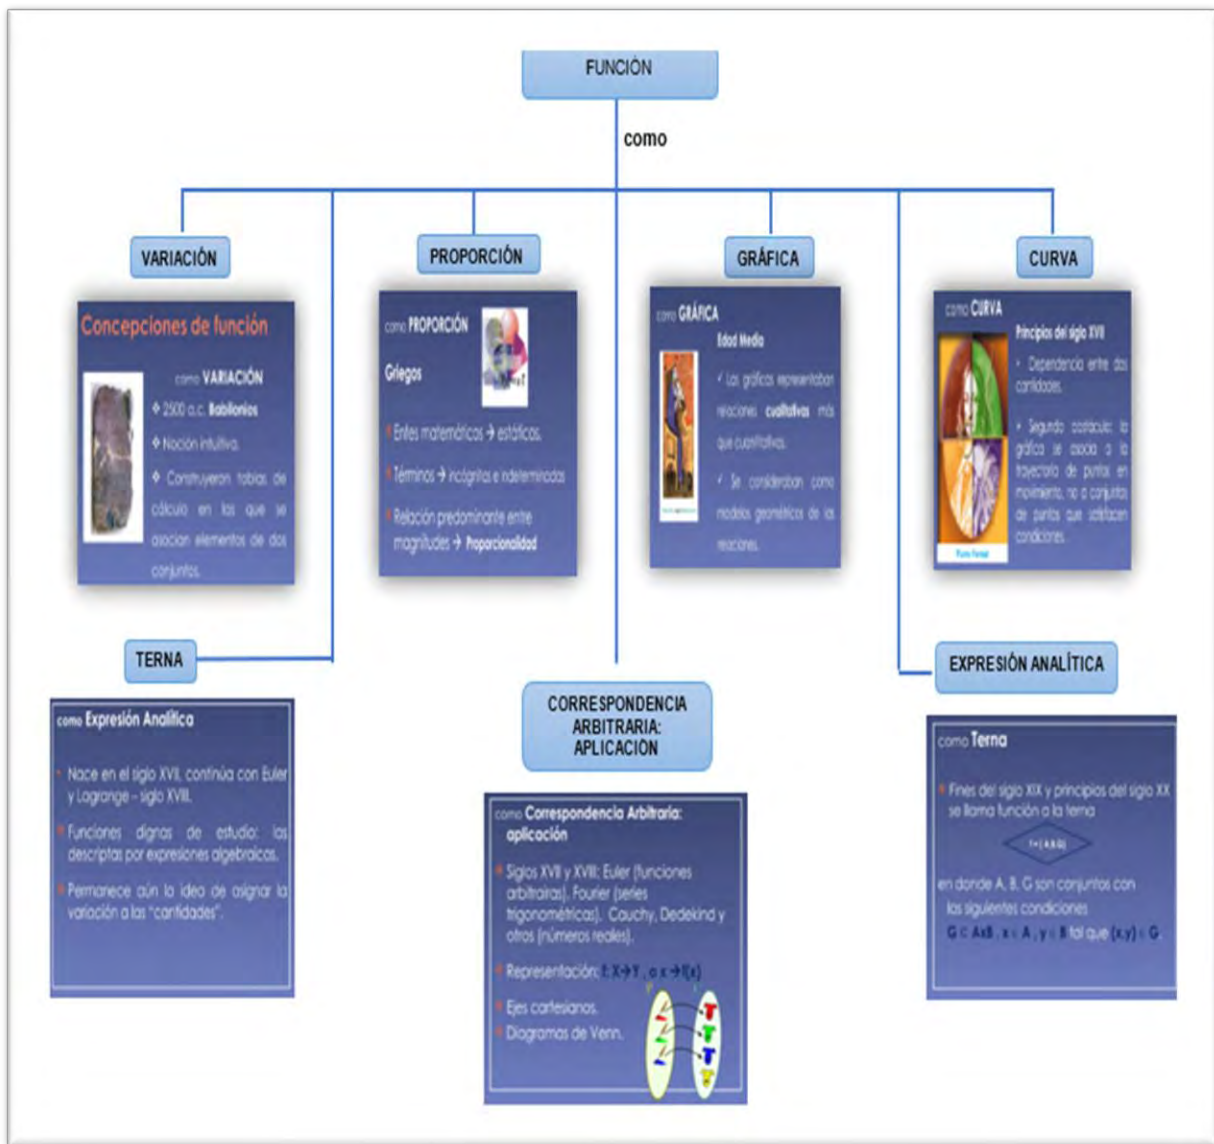 FUNCIÓN
como
VARIACIÓN
PROPORCIÓN
GRÁFICA
CURVA
Concepciones de función
como VARIACIÓN
❖ 2500 a.c. Babilonios
❖ Noción intuitiva.
❖ Construyeron tablas de
cálculo en las que se
asocian elementos de dos
conjuntos.
como PROPORCIÓN
Griegos
Entes matemáticos → estáticos.
Términos → incógnitas e indeterminadas
Relación predominante entre
magnitudes → Proporcionalidad
como GRÁFICA
Edad Media
✓ Las gráficas representaban
relaciones cualitativas más
que cuantitativas.
✓ Se consideraban como
modelos geométricos de las
relaciones.
como CURVA
Principios del siglo XVII
Dependencia entre dos
cantidades.
Segundo obstáculo: la
gráfica se asocia a la
trayectoria de puntos en
movimiento, no a conjuntos
de puntos que satisfacen
condiciones.
TERNA
CORRESPONDENCIA
ARBITRARIA:
APLICACIÓN
EXPRESIÓN ANALÍTICA
como Expresión Analítica
Nace en el siglo XVII, continúa con Euler
y Lagrange – siglo XVIII.
Funciones dignas de estudio: las
descriptas por expresiones algebraicas.
Permanece aún la idea de asignar la
variación a las "cantidades".
como Correspondencia Arbitraria:
aplicación
Siglos XVII y XVIII: Euler (funciones
arbitrairas). Fourier (series
trigonométricas). Cauchy, Dedekind y
otros (números reales).
Representación: f: X→Y , o x →f(x)
Ejes cartesianos.
Diagramas de Venn.
como Terna
Fines del siglo XIX y principios del siglo XX
se llama función a la terna
f = ( A B G)
en donde A, B, G son conjuntos con
las siguientes condiciones
G ⊂ AxB , x ∈ A , y ∈ B tal que (x,y) ∈ G